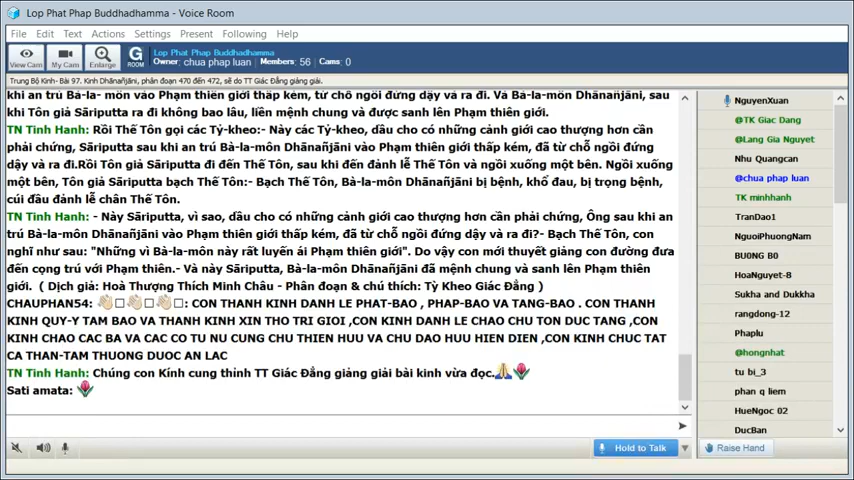 Lop Phat Phap Buddhadhamma - Voice Room
File Edit Text Actions Settings Present Following Help
View Cam
My Cam
Enlarge
G
ROOM
Lop Phat Phap Buddhadhamma
Owner: chua phap luan Members: 56 Cams: 0
Trung Bộ Kinh- Bài 97. Kinh Dhānañjāni, phân đoạn 470 đến 472, sẽ do TT Giác Đẳng giảng giải.
khi an trú Bà-la- môn vào Phạm thiên giới thấp kém, từ chỗ ngồi đứng dậy và ra đi. Và Bà-la-môn Dhānañjāni, sau
khi Tôn giả Sāriputta ra đi không bao lâu, liền mệnh chung và được sanh lên Phạm thiên giới.
TN Tinh Hanh: Rồi Thế Tôn gọi các Tỷ-kheo:- Này các Tỷ-kheo, dầu cho có những cảnh giới cao thượng hơn cần
phải chứng, Sāriputta sau khi an trú Bà-la-môn Dhānañjāni vào Phạm thiên giới thấp kém, đã từ chỗ ngồi đứng
dậy và ra đi.Rồi Tôn giả Sāriputta đi đến Thế Tôn, sau khi đến đảnh lễ Thế Tôn và ngồi xuống một bên. Ngồi xuống
một bên, Tôn giả Sāriputta bạch Thế Tôn:- Bạch Thế Tôn, Bà-la-môn Dhānañjāni bị bệnh, khổ đau, bị trọng bệnh,
cúi đầu đảnh lễ chân Thế Tôn.
TN Tinh Hanh: - Này Sāriputta, vì sao, dầu cho có những cảnh giới cao thượng hơn cần phải chứng, Ông sau khi an
trú Bà-la-môn Dhānañjāni vào Phạm thiên giới thấp kém, đã từ chỗ ngồi đứng dậy và ra đi?- Bạch Thế Tôn, con
nghĩ như sau: "Những vì Bà-la-môn này rất luyến ái Phạm thiên giới". Do vậy con mới thuyết giảng con đường đưa
đến cọng trú với Phạm thiên.- Và này Sāriputta, Bà-la-môn Dhānañjāni đã mệnh chung và sanh lên Phạm thiên
giới. ( Dịch giả: Hoà Thượng Thích Minh Châu - Phân đoạn & chú thích: Tỳ Kheo Giác Đẳng )
CHAUPHAN54: 👏🏻□👏🏻□👏🏻□: CON THANH KINH DANH LE PHAT-BAO , PHAP-BAO VA TANG-BAO . CON THANH
KINH QUY-Y TAM BAO VA THANH KINH XIN THO TRI GIOI ,CON KINH DANH LE CHAO CHU TON DUC TANG ,CON
KINH CHAO CAC BA VA CAC CO TU NU CUNG CHU THIEN HUU VA CHU DAO HUU HIEN DIEN ,CON KINH CHUC TAT
CA THAN-TAM THUONG DUOC AN LAC
TN Tinh Hanh: Chúng con Kính cung thỉnh TT Giác Đẳng giảng giải bài kinh vừa đọc.🙏🌷
Sati amata: 🌷
Hold to Talk
NguyenXuan
@TK Giac Dang
@Lang Gia Nguyet
Nhu Quangcan
@chua phap luan
TK minhhanh
TranDao1
NguoiPhuongNam
BU0NG B0
HoaNguyet-8
Sukha and Dukkha
rangdong-12
Phaplu
@hongnhat
tu bi_3
phan q liem
HueNgoc 02
DucBan
Raise Hand